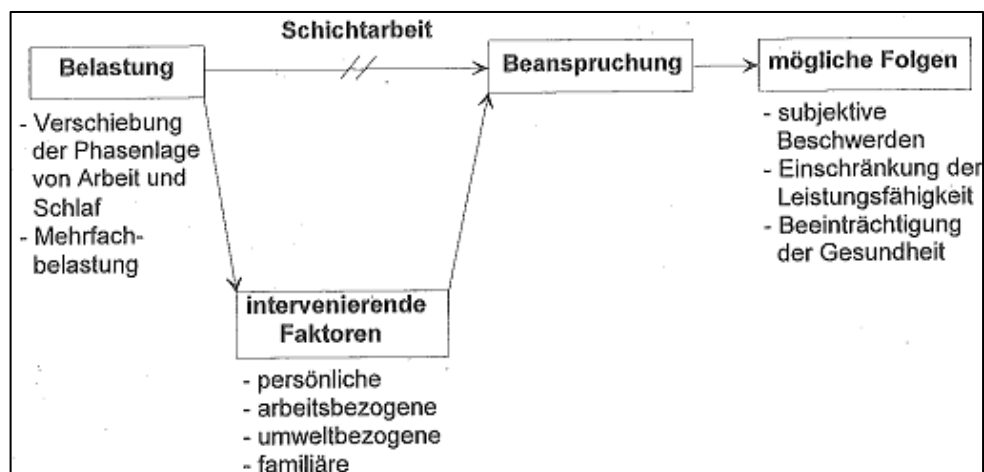 Schichtarbeit
Belastung
- Verschiebung
der Phasenlage
von Arbeit und
Schlaf
- Mehrfach-
belastung
intervenierende
Faktoren
- persönliche
- arbeitsbezogene
- umweltbezogene
- familiäre
Beanspruchung
mögliche Folgen
- subjektive
Beschwerden
- Einschränkung der
Leistungsfähigkeit
- Beeinträchtigung
der Gesundheit